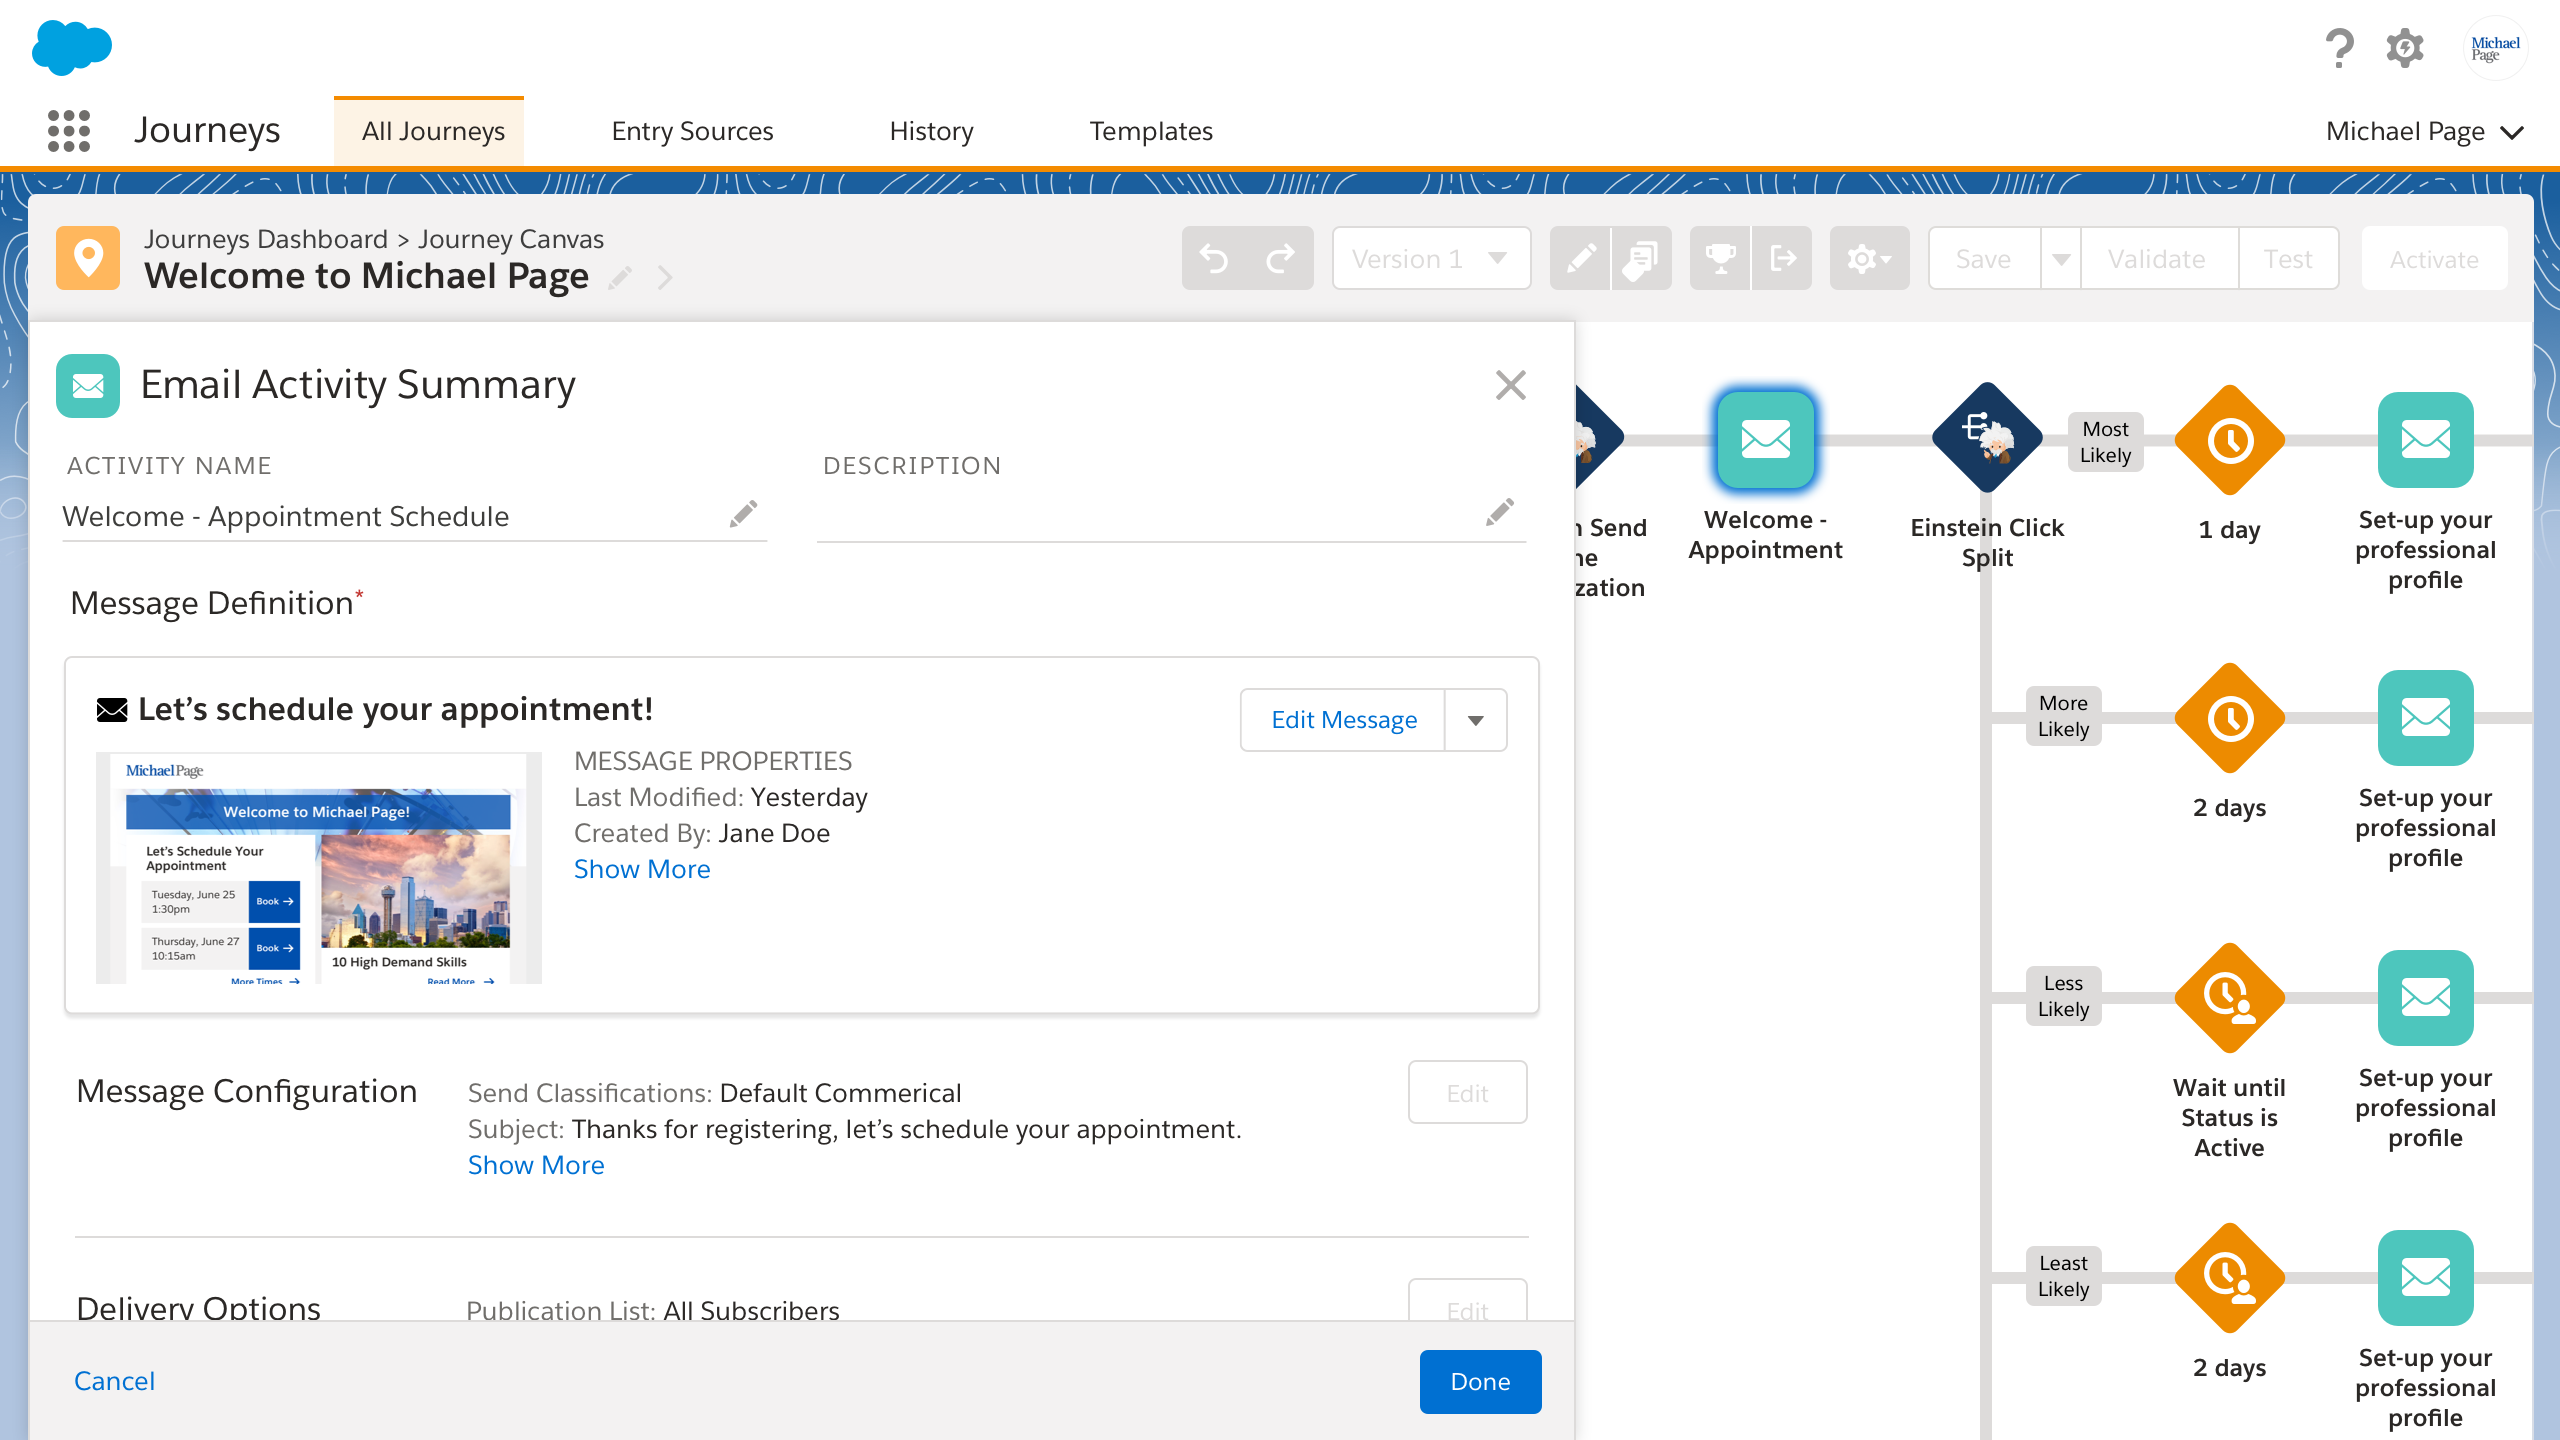 Michael
Page
Journeys
All Journeys
Entry Sources
History
Templates
Michael Page
Journeys Dashboard > Journey Canvas
Welcome to Michael Page
Version 1
Save
Validate
Test
Activate
Email Activity Summary
ACTIVITY NAME
DESCRIPTION
Welcome - Appointment Schedule
Message Definition*
Let’s schedule your appointment!
Edit Message
MESSAGE PROPERTIES
Last Modified: Yesterday
Created By: Jane Doe
Show More
MichaelPage
Welcome to Michael Page!
Let’s Schedule Your
Appointment
Tuesday, June 25
1:30pm
Book →
Thursday, June 27
10:15am
Book →
More Times →
10 High Demand Skills
Read More →
Message Configuration
Send Classifications: Default Commerical
Subject: Thanks for registering, let’s schedule your appointment.
Show More
Edit
Delivery Options
Publication List: All Subscribers
Edit
Cancel
Done
Send
zation
Welcome -
Appointment
Einstein Click
Split
Most
Likely
1 day
Set-up your
professional
profile
More
Likely
2 days
Set-up your
professional
profile
Less
Likely
Wait until
Status is
Active
Set-up your
professional
profile
Least
Likely
2 days
Set-up your
professional
profile